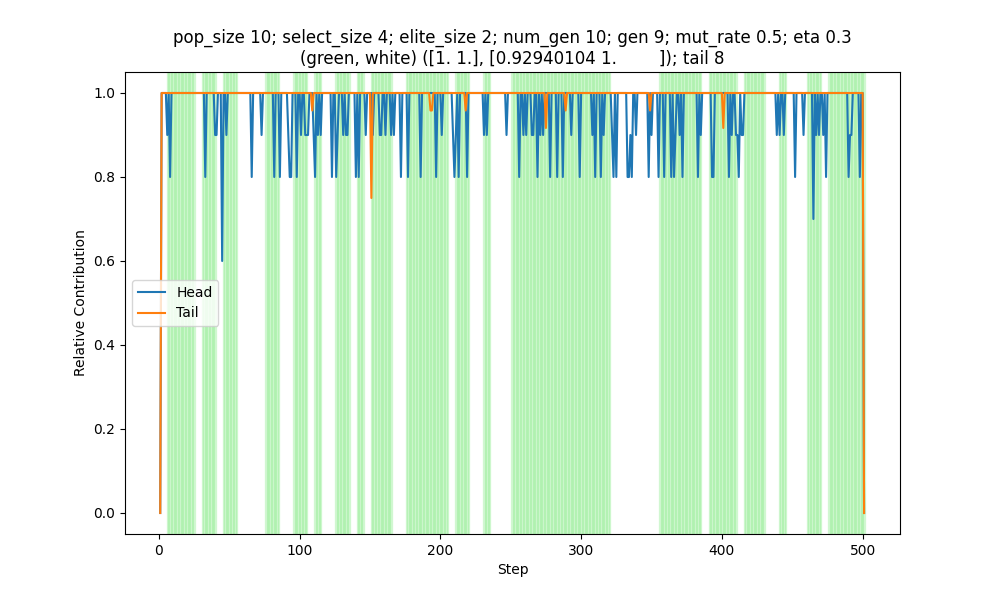 pop_size 10; select_size 4; elite_size 2; num_gen 10; gen 9; mut_rate 0.5; eta 0.3
(green, white) ([1. 1.], [0.92940104 1.        ]); tail 8
1.0
0.8
0.6
0.4
0.2
0.0
Relative Contribution
Head
Tail
0
100
200
300
400
500
Step